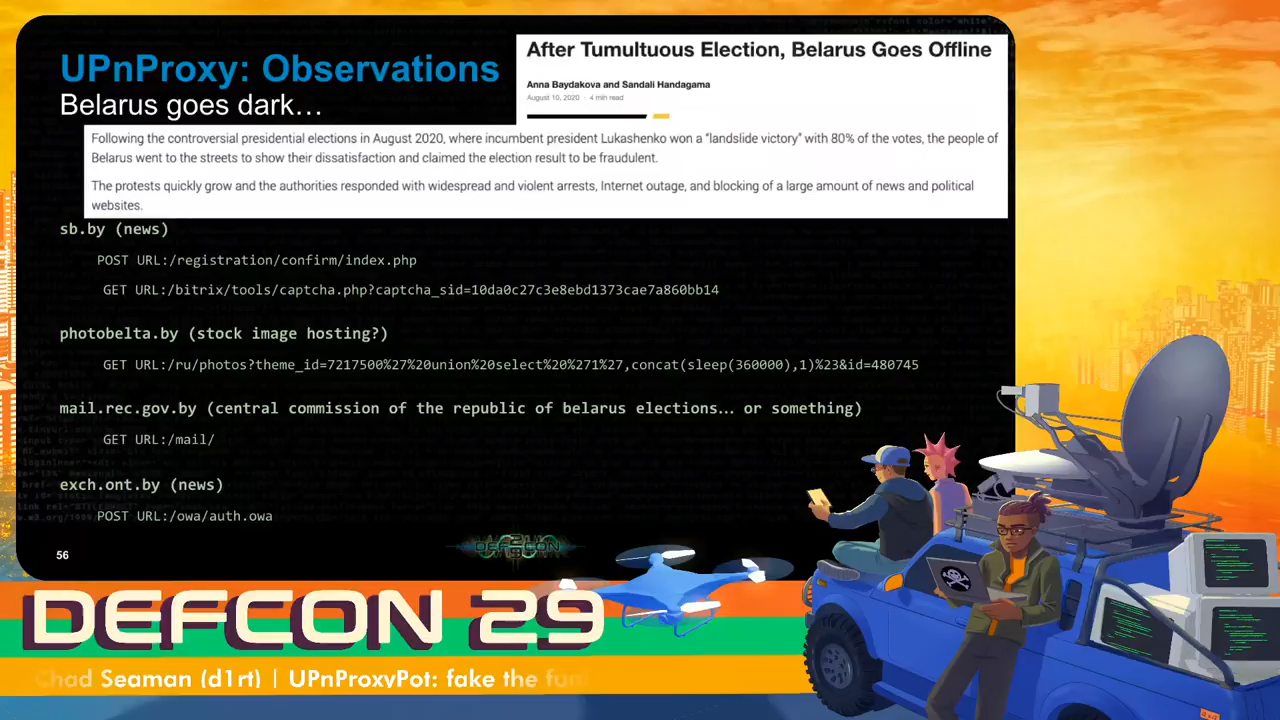 UPnProxy: Observations
Belarus goes dark…
After Tumultuous Election, Belarus Goes Offline
Anna Baydakova and Sandali Handagama
August 10, 2020 · 4 min read
Following the controversial presidential elections in August 2020, where incumbent president Lukashenko won a “landslide victory” with 80% of the votes, the people of
Belarus went to the streets to show their dissatisfaction and claimed the election result to be fraudulent.
The protests quickly grow and the authorities responded with widespread and violent arrests, Internet outage, and blocking of a large amount of news and political
websites.
sb.by (news)
POST URL:/registration/confirm/index.php
GET URL:/bitrix/tools/captcha.php?captcha_sid=10da0c27c3e8ebd1373cae7a860bb14
photobelta.by (stock image hosting?)
GET URL:/ru/photos?theme_id=7217500%27%20union%20select%20%271%27,concat(sleep(360000),1)%23&id=480745
mail.rec.gov.by (central commission of the republic of belarus elections… or something)
GET URL:/mail/
exch.ont.by (news)
POST URL:/owa/auth.owa
56
DEFCON
DEFCON 29
Chad Seaman (d1rt) | UPnProxyPot: fake the fun